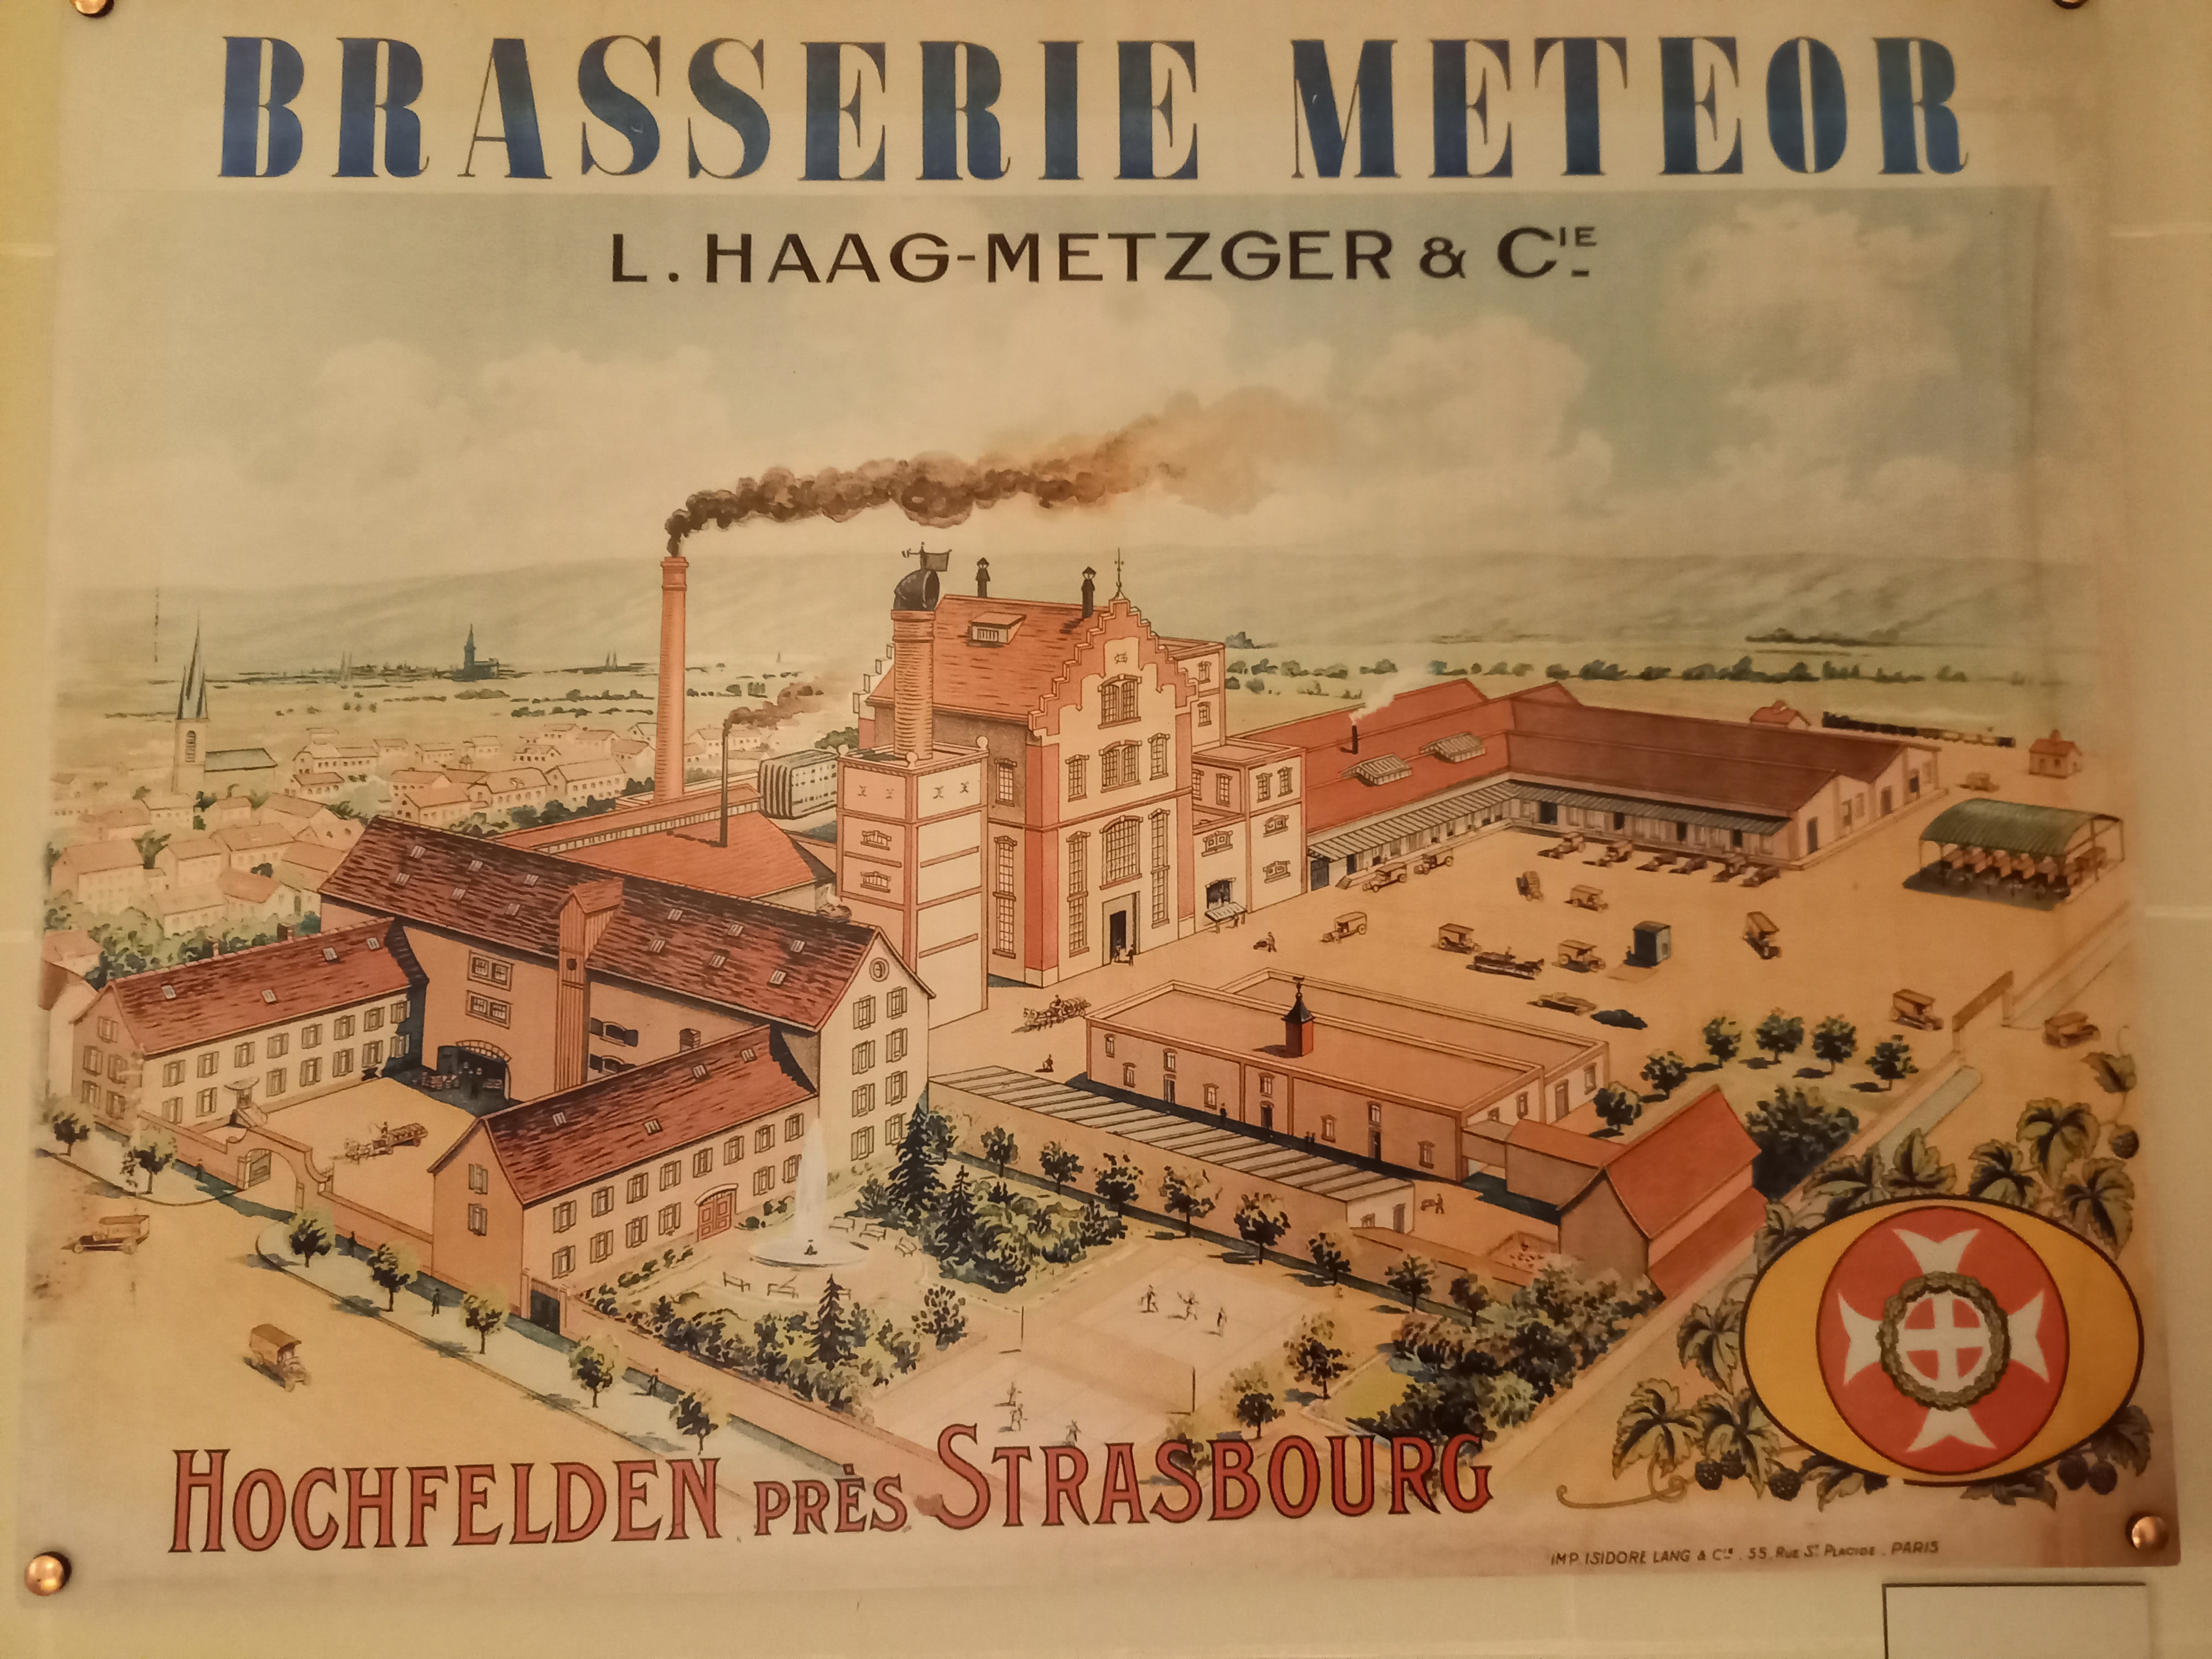 BRASSERIE METEOR
L. HAAG-METZGER & CIE
HOCHFELDEN PRÈS STRASBOURG
IMP. ISIDORE LANG & CIE. 55, RUE ST PLACIDE. PARIS